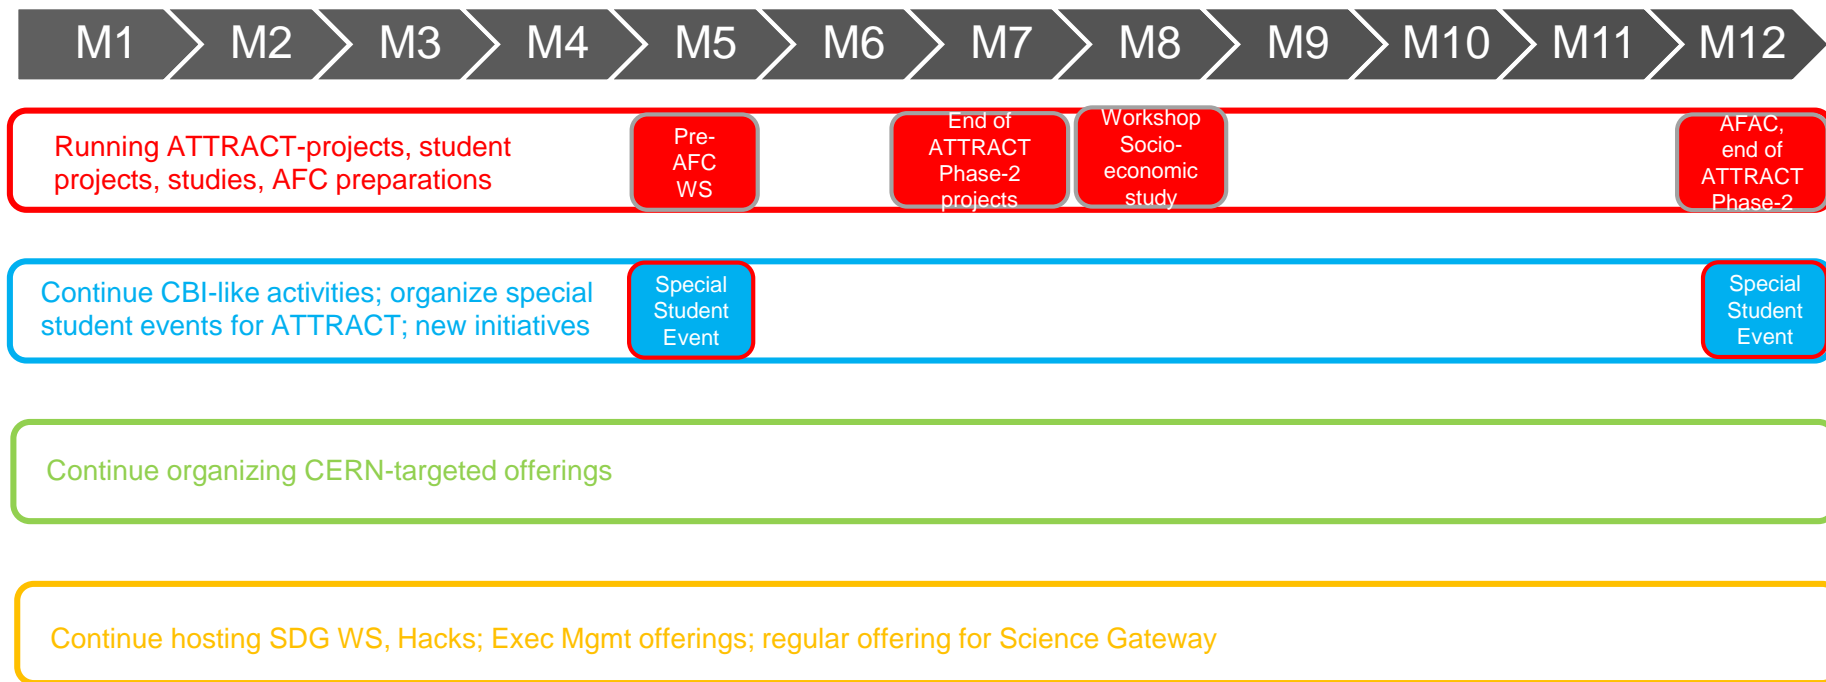 M1 M2 M3 M4 M5 M6 M7 M8 M9 M10 M11 M12
Running ATTRACT-projects, student
projects, studies, AFC preparations
Pre-
AFC
WS
End of
ATTRACT
Phase-2
projects
Workshop
Socio-
economic
study
AFAC,
end of
ATTRACT
Phase-2
Continue CBI-like activities; organize special
student events for ATTRACT; new initiatives
Special
Student
Event
Special
Student
Event
Continue organizing CERN-targeted offerings
Continue hosting SDG WS, Hacks; Exec Mgmt offerings; regular offering for Science Gateway